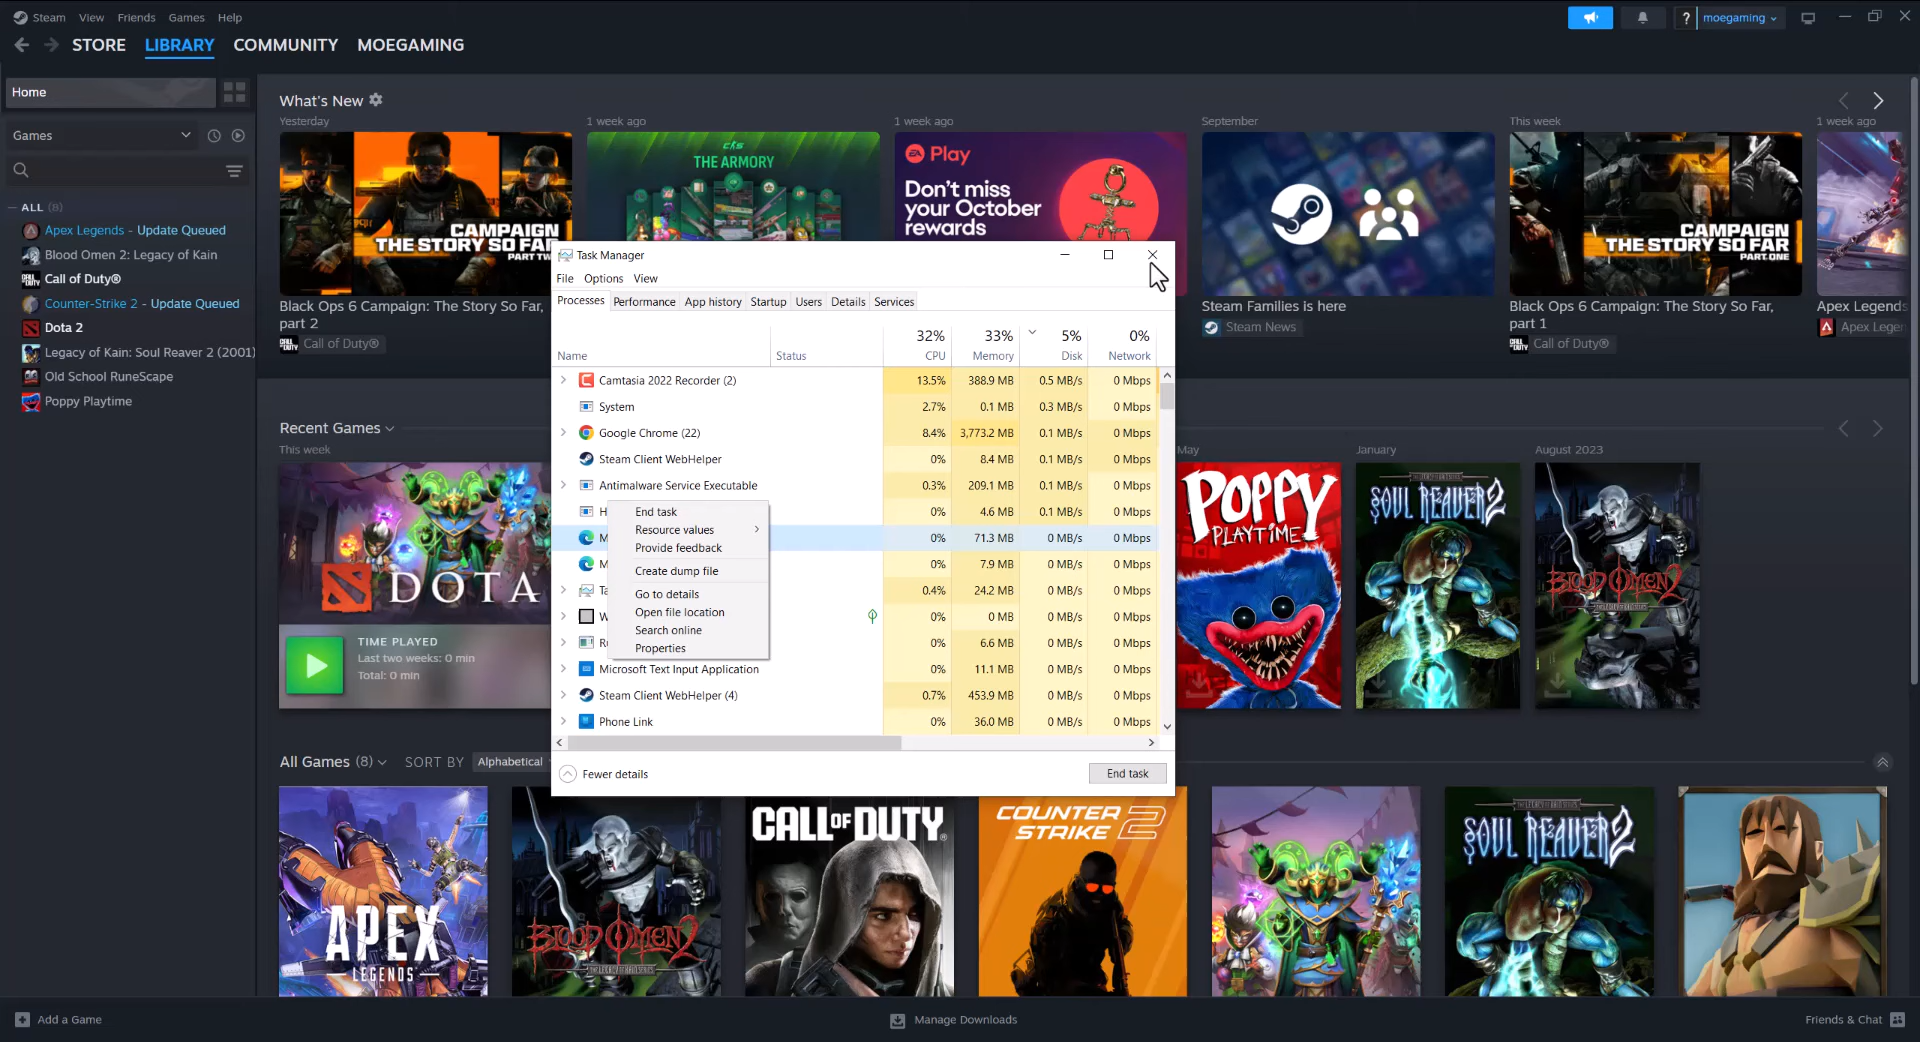 Steam View Friends Games Help
? moegaming
STORE LIBRARY COMMUNITY MOEGAMING
Home
Games
— ALL (8)
Apex Legends - Update Queued
Blood Omen 2: Legacy of Kain
Call of Duty®
Counter-Strike 2 - Update Queued
Dota 2
Legacy of Kain: Soul Reaver 2 (2001)
Old School RuneScape
Poppy Playtime
What's New
Yesterday
1 week ago
1 week ago
September
This week
1 week ago
CAMPAIGN
THE STORY SO FAR
THE ARMORY
EA Play
Don't miss
your October
rewards
CAMPAIGN
THE STORY SO FAR
PART ONE
Black Ops 6 Campaign: The Story So Far,
part 2
Call of Duty®
Steam Families is here
Steam News
Black Ops 6 Campaign: The Story So Far,
part 1
Call of Duty®
Apex Legends
Apex Legen
Task Manager
File Options View
Processes Performance App history Startup Users Details Services
32% 33% 5% 0%
Name Status CPU Memory Disk Network
Camtasia 2022 Recorder (2) 13.5% 388.9 MB 0.5 MB/s 0 Mbps
System 2.7% 0.1 MB 0.3 MB/s 0 Mbps
Google Chrome (22) 8.4% 3,773.2 MB 0.1 MB/s 0 Mbps
Steam Client WebHelper 0% 8.4 MB 0.1 MB/s 0 Mbps
Antimalware Service Executable 0.3% 209.1 MB 0.1 MB/s 0 Mbps
H 0% 4.6 MB 0.1 MB/s 0 Mbps
M 0% 71.3 MB 0 MB/s 0 Mbps
M 0% 7.9 MB 0 MB/s 0 Mbps
Ta 0.4% 24.2 MB 0 MB/s 0 Mbps
W 0% 0 MB 0 MB/s 0 Mbps
Ru 0% 6.6 MB 0 MB/s 0 Mbps
Microsoft Text Input Application 0% 11.1 MB 0 MB/s 0 Mbps
Steam Client WebHelper (4) 0.7% 453.9 MB 0 MB/s 0 Mbps
Phone Link 0% 36.0 MB 0 MB/s 0 Mbps
End task
Resource values
Provide feedback
Create dump file
Go to details
Open file location
Search online
Properties
Fewer details End task
Recent Games
This week
May
January
August 2023
DOTA
POPPY
PLAYTIME
SOUL REAVER 2
BLOOD OMEN 2
TIME PLAYED
Last two weeks: 0 min
Total: 0 min
All Games (8) SORT BY Alphabetical
APEX
LEGENDS
BLOOD OMEN 2
CALL OF DUTY®
COUNTER
STRIKE 2
SOUL REAVER 2
Add a Game
Manage Downloads
Friends & Chat